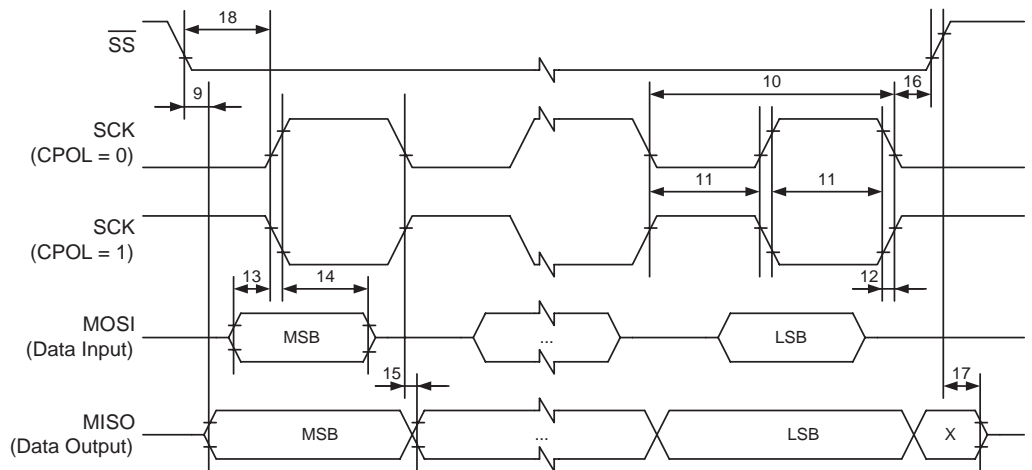 18
SS
10
16
9
SCK
(CPOL = 0)
11
11
SCK
(CPOL = 1)
13
14
12
MOSI
(Data Input)
MSB
...
LSB
15
17
MISO
(Data Output)
MSB
...
LSB
X